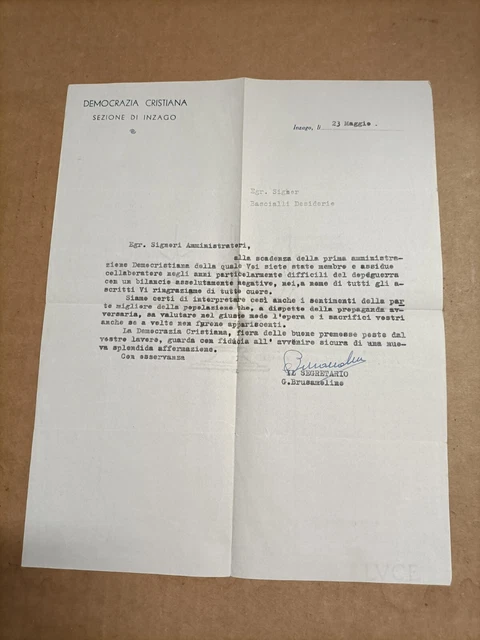 DEMOCRAZIA CRISTIANA
SEZIONE DI INZAGO
Inzago, li 23 Maggio .
Egr. Signor
Baccialli Desiderio
Egr. Signori Amministratori,
alla scadenza della prima amministra-
zione Democristiana della quale Voi siete stato membro e assiduo
collaboratore negli anni particolarmente difficili del dopoguerra
con un bilancio assolutamente negativo, noi,a nome di tutti gli a-
scritti Vi ringraziamo di tutto cuore.
Siamo certi di interpretare così anche i sentimenti della par
te migliore della popolazione che, a dispetto della propaganda av-
versaria, sa valutare nel giusto modo l'opera e i sacrifici vostri
anche se a volte non furono appariscenti.
La Democrazia Cristiana, fiera delle buone premesse poste dal
vostro lavoro, guarda con fiducia all' avvenire sicura di una nuo-
va splendida affermazione.
Con osservanza
IL SEGRETARIO
G.Brusamolino